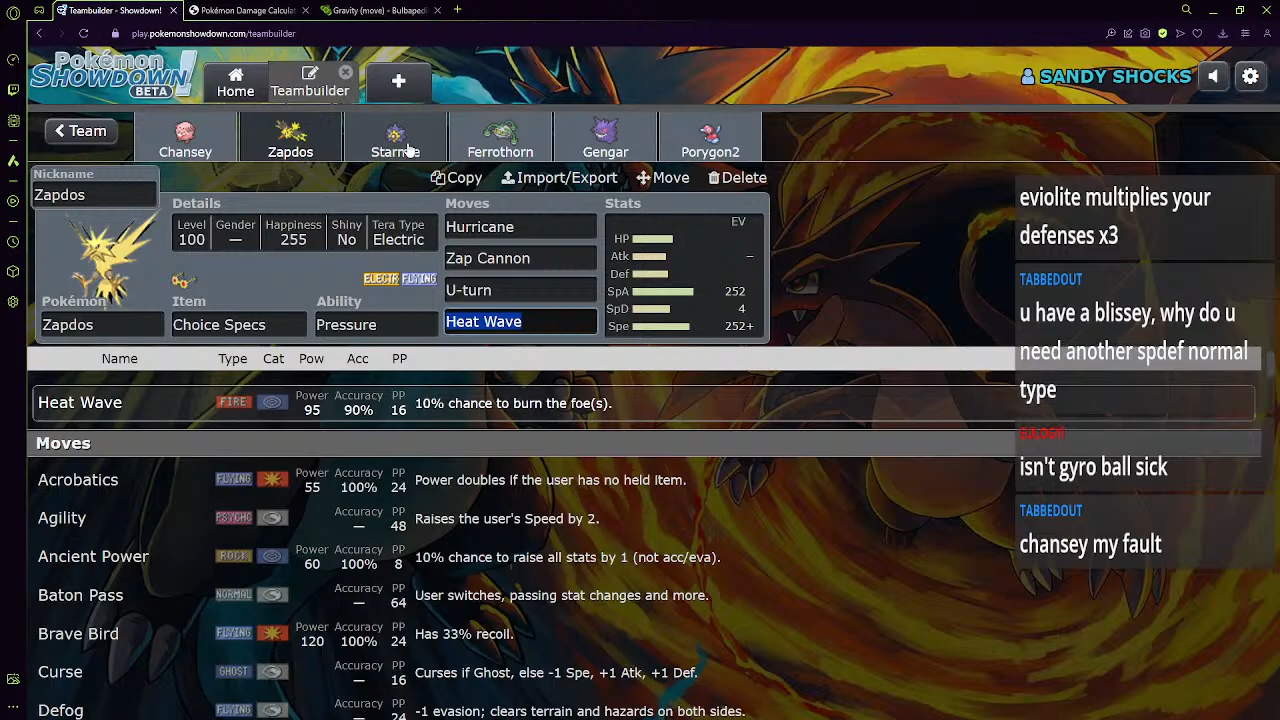 Teambuilder - Showdown!
Pokémon Damage Calculat
Gravity (move) - Bulbaped
play.pokemonshowdown.com/teambuilder
Pokémon
SHOWDOWN!
BETA
Home
Teambuilder
SANDY SHOCKS
Team
Chansey
Zapdos
Ferrothorn
Gengar
Porygon2
Copy
Import/Export
Move
Delete
Nickname
Zapdos
Details
Level
100
Gender
—
Happiness
255
Shiny
No
Tera Type
Electric
ELECTR FLYING
Pokémon
Zapdos
Item
Choice Specs
Ability
Pressure
Moves
Hurricane
Zap Cannon
U-turn
Heat Wave
Stats
EV
HP
Atk –
Def
SpA 252
SpD 4
Spe 252+
Name Type Cat Pow Acc PP
Heat Wave FIRE Power 95 Accuracy 90% PP 16 10% chance to burn the foe(s).
Moves
Acrobatics FLYING Power 55 Accuracy 100% PP 24 Power doubles if the user has no held item.
Agility PSYCHC Accuracy — PP 48 Raises the user's Speed by 2.
Ancient Power ROCK Power 60 Accuracy 100% PP 8 10% chance to raise all stats by 1 (not acc/eva).
Baton Pass NORMAL Accuracy — PP 64 User switches, passing stat changes and more.
Brave Bird FLYING Power 120 Accuracy 100% PP 24 Has 33% recoil.
Curse GHOST Accuracy — PP 16 Curses if Ghost, else -1 Spe, +1 Atk, +1 Def.
Defog FLYING Accuracy — PP 24 -1 evasion; clears terrain and hazards on both sides.
eviolite multiplies your
defenses x3
TABBEDOUT
u have a blissey, why do u
need another spdef normal
type
isn't gyro ball sick
TABBEDOUT
chansey my fault